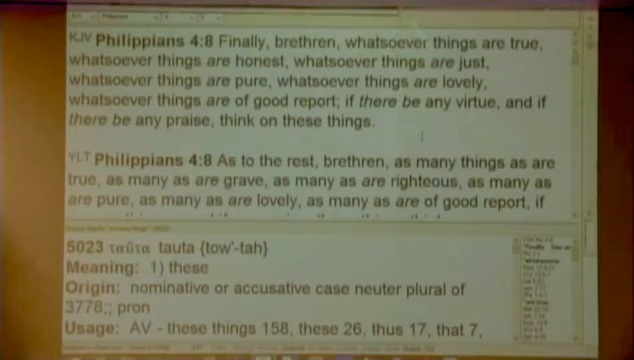 Philippians
KJV Philippians 4:8 Finally, brethren, whatsoever things are true,
whatsoever things are honest, whatsoever things are just,
whatsoever things are pure, whatsoever things are lovely,
whatsoever things are of good report; if there be any virtue, and if
there be any praise, think on these things.
YLT Philippians 4:8 As to the rest, brethren, as many things as are
true, as many as are grave, as many as are righteous, as many as
are pure, as many as are lovely, as many as are of good report, if
5023 ταῦτα tauta {tow'-tah}
Meaning: 1) these
Origin: nominative or accusative case neuter plural of
3778;; pron
Usage: AV - these things 158, these 26, thus 17, that 7,